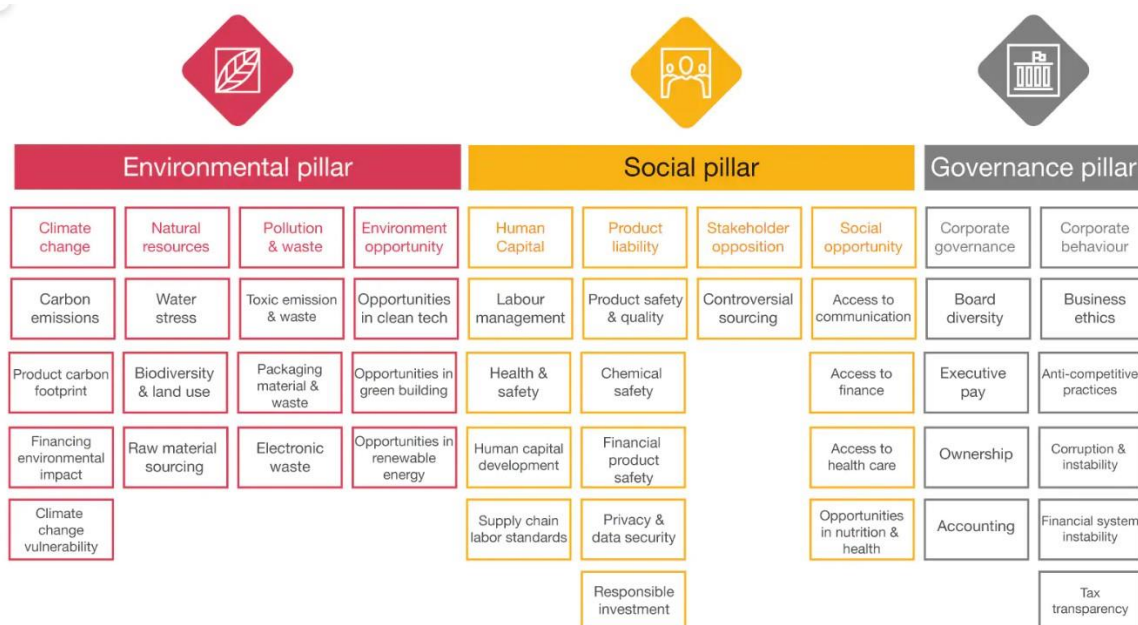 Environmental pillar
Social pillar
Governance pillar
Climate
change
Natural
resources
Pollution
& waste
Environment
opportunity
Human
Capital
Product
liability
Stakeholder
opposition
Social
opportunity
Corporate
governance
Corporate
behaviour
Carbon
emissions
Water
stress
Toxic emission
& waste
Opportunities
in clean tech
Labour
management
Product safety
& quality
Controversial
sourcing
Access to
communication
Board
diversity
Business
ethics
Product carbon
footprint
Biodiversity
& land use
Packaging
material &
waste
Opportunities in
green building
Health &
safety
Chemical
safety
Access to
finance
Executive
pay
Anti-competitive
practices
Financing
environmental
impact
Raw material
sourcing
Electronic
waste
Opportunities in
renewable
energy
Human capital
development
Financial
product
safety
Access to
health care
Ownership
Corruption &
instability
Climate
change
vulnerability
Supply chain
labor standards
Privacy &
data security
Opportunities
in nutrition &
health
Accounting
Financial system
instability
Responsible
investment
Tax
transparency